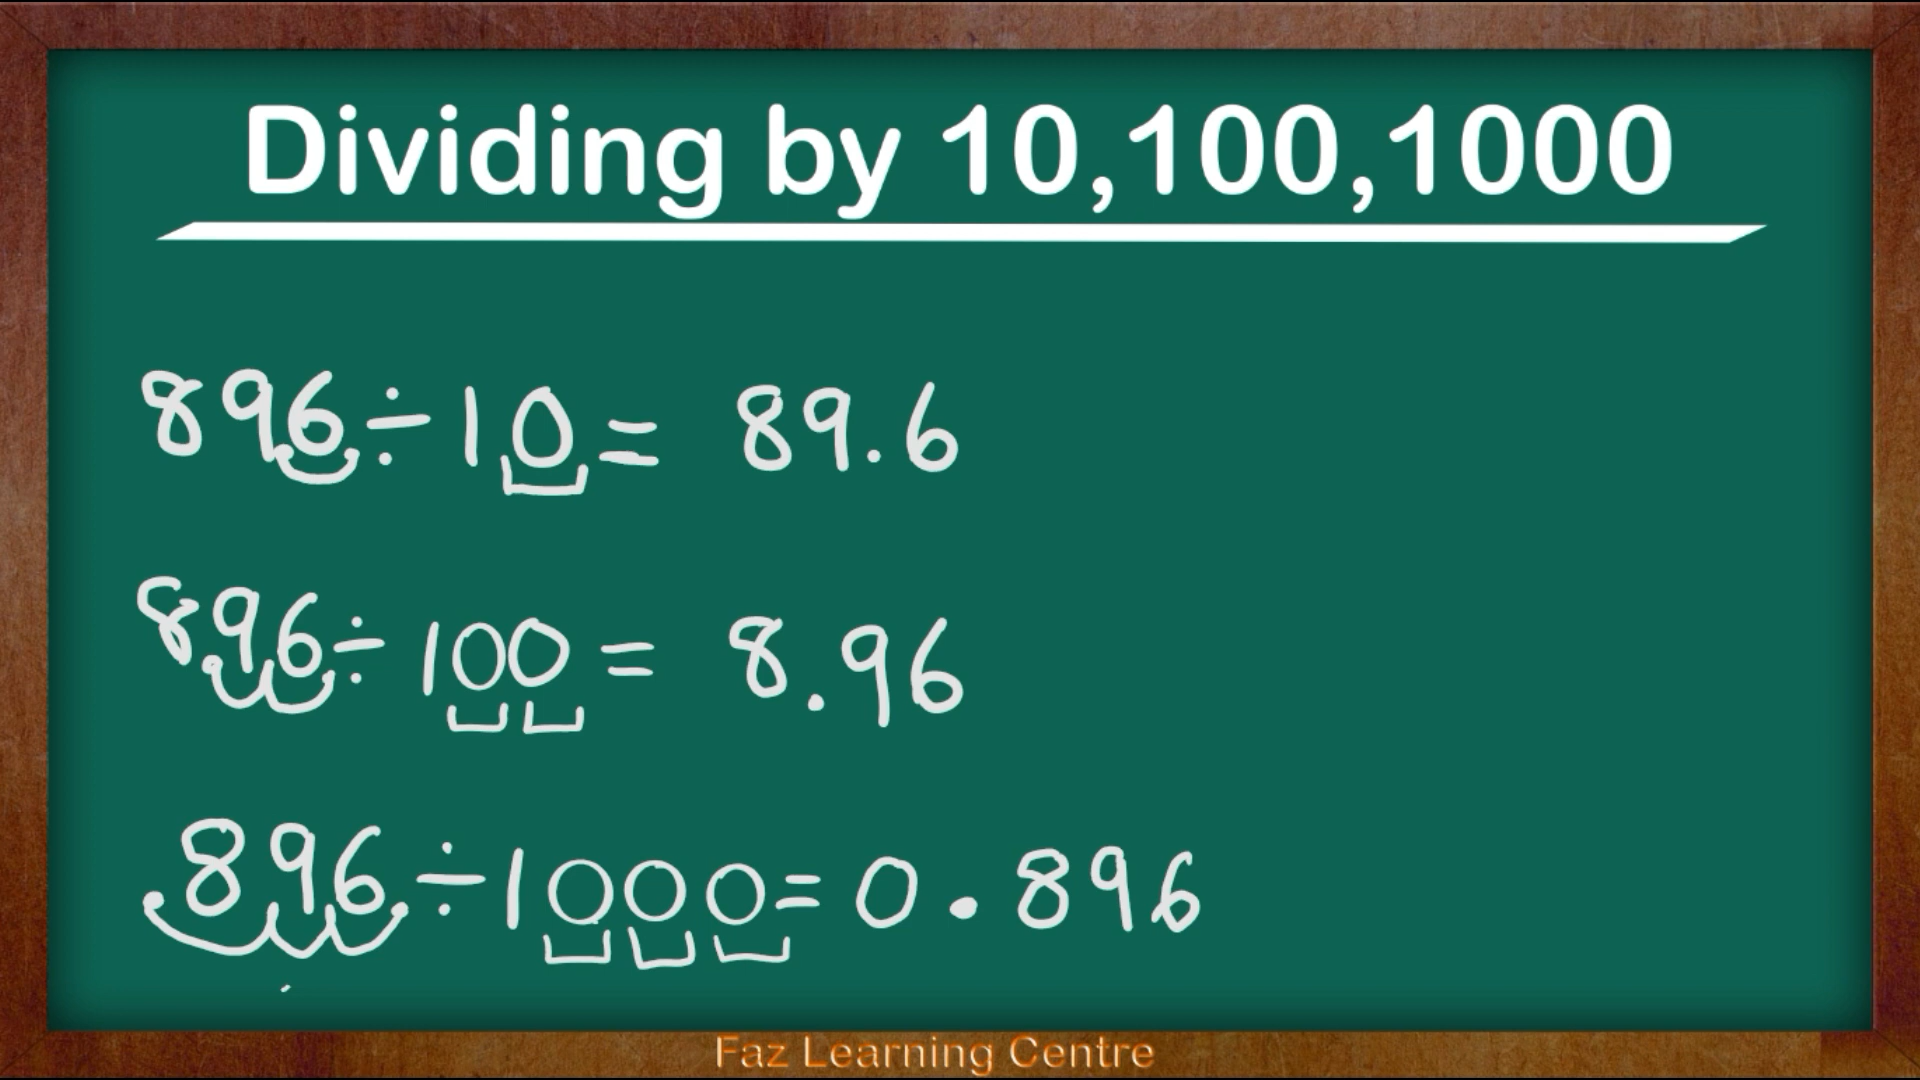 Dividing by 10,100,1000
896÷10= 89.6
896÷100 = 8.96
.896÷1000=0.896
Faz Learning Centre